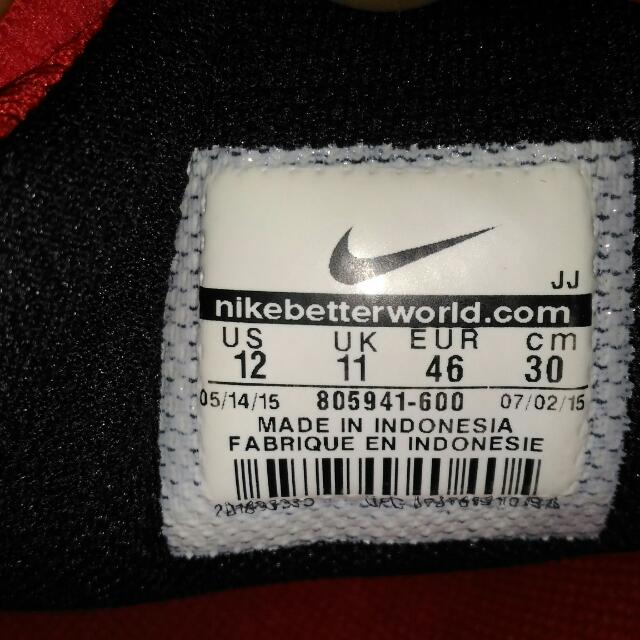 JJ
nikebetterworld.com
US UK EUR cm
12 11 46 30
05/14/15 805941-600 07/02/15
MADE IN INDONESIA
FABRIQUE EN INDONESIE